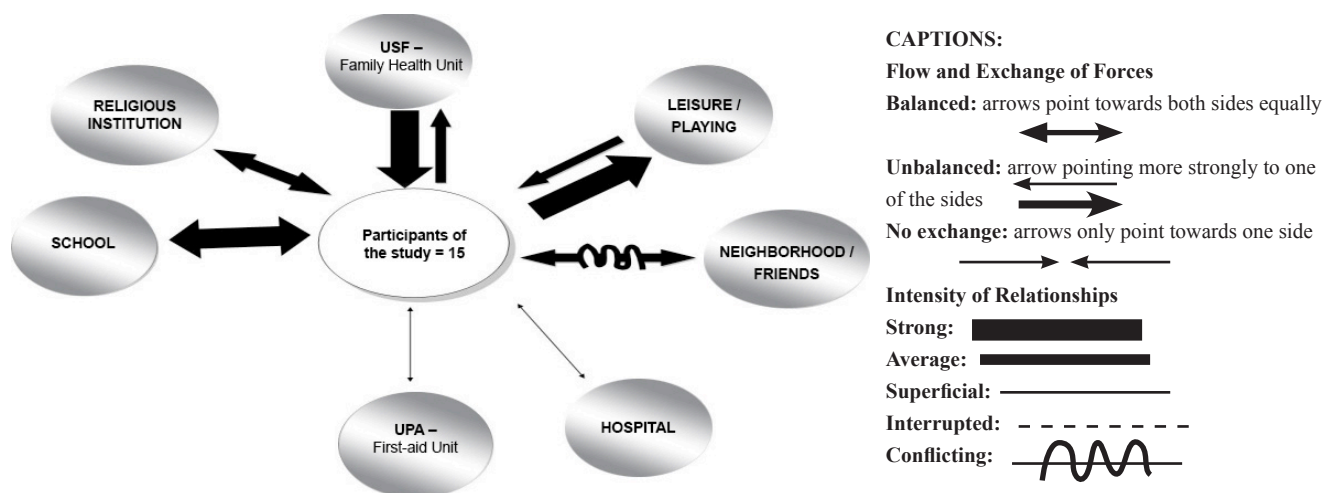 USF –
Family Health Unit
RELIGIOUS
INSTITUTION
LEISURE /
PLAYING
SCHOOL
Participants of
the study = 15
NEIGHBORHOOD /
FRIENDS
UPA –
First-aid Unit
HOSPITAL
CAPTIONS:
Flow and Exchange of Forces
Balanced: arrows point towards both sides equally
Unbalanced: arrow pointing more strongly to one
of the sides
No exchange: arrows only point towards one side
Intensity of Relationships
Strong:
Average:
Superficial:
Interrupted:
Conflicting: